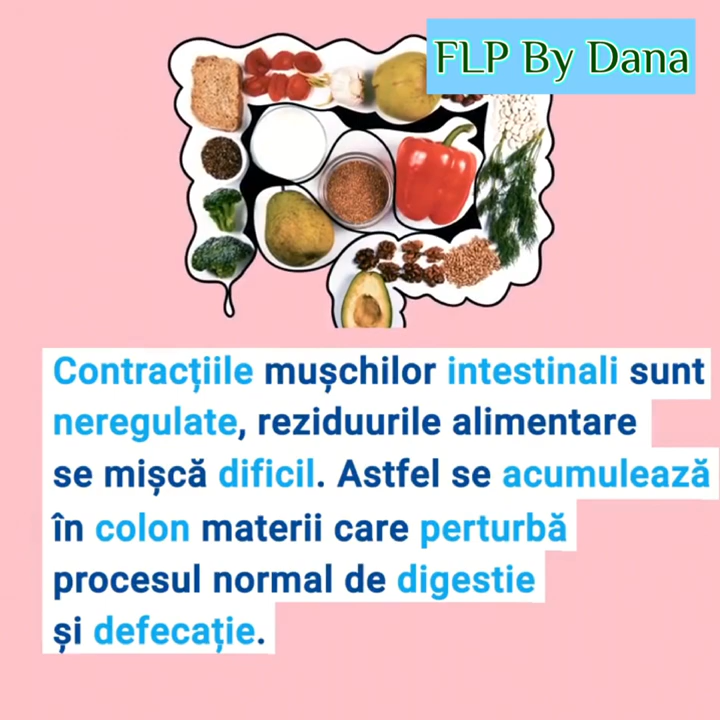 FLP By Dana
Contracțiile mușchilor intestinali sunt
neregulate, reziduurile alimentare
se mișcă dificil. Astfel se acumulează
în colon materii care perturbă
procesul normal de digestie
și defecație.